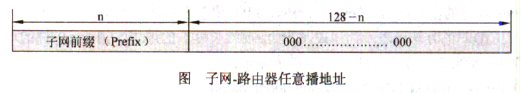 n 128－n
子网前缀（Prefix） 000..................... 000
图 子网-路由器任意播地址